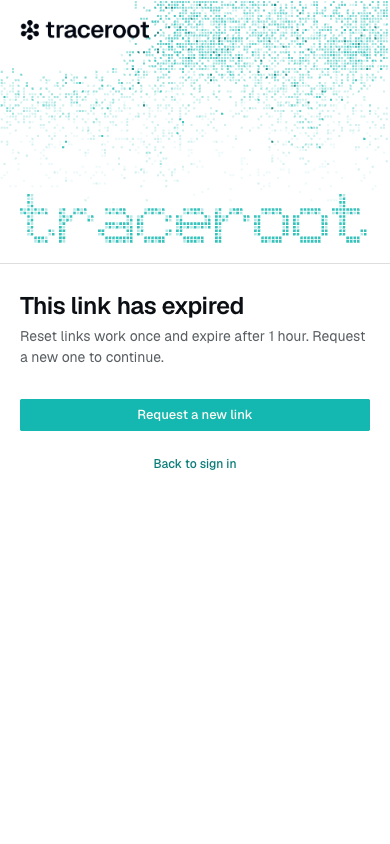 traceroot
traceroot
This link has expired
Reset links work once and expire after 1 hour. Request
a new one to continue.
Request a new link
Back to sign in